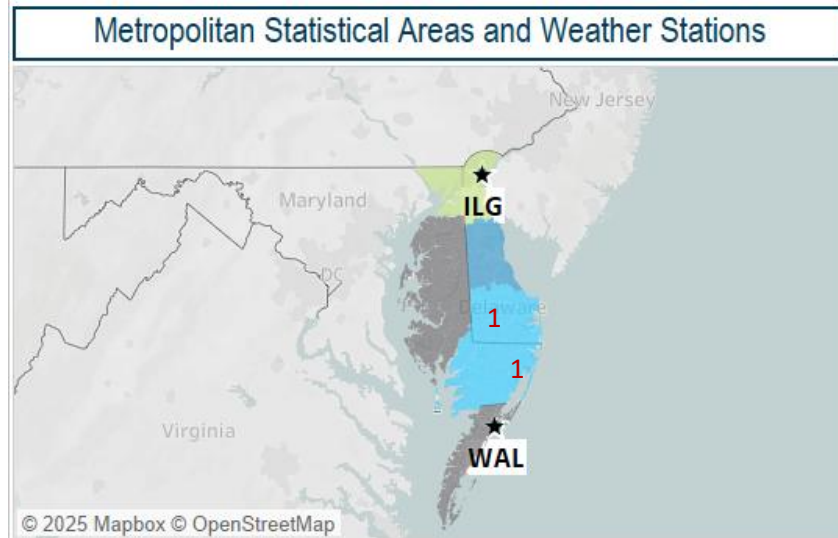 Metropolitan Statistical Areas and Weather Stations
New Jersey
Maryland
ILG
DC
Delaware
1
1
Virginia
WAL
© 2025 Mapbox © OpenStreetMap